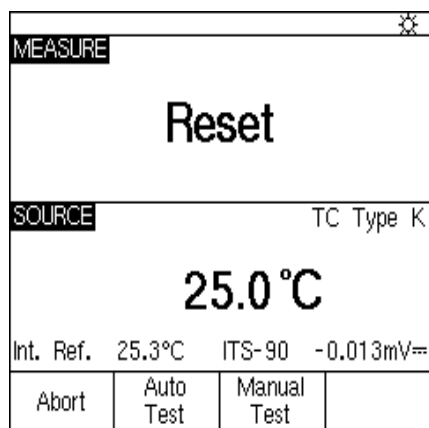 MEASURE
Reset
SOURCE
TC Type K
25.0 °C
Int. Ref. 25.3°C ITS-90 -0.013mV⎓
Abort
Auto
Test
Manual
Test